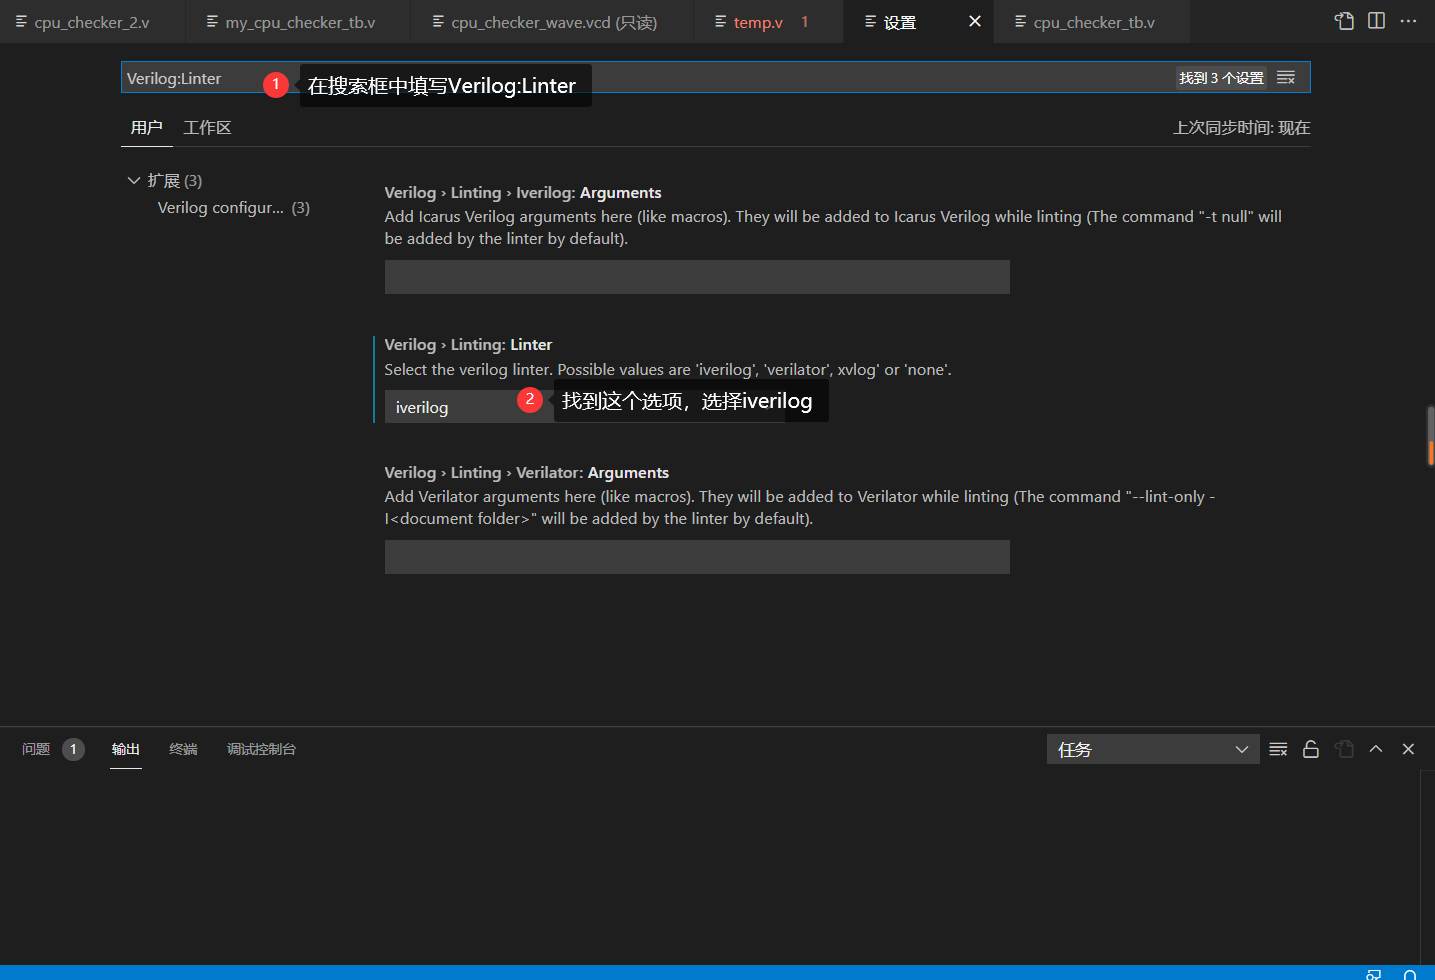 cpu_checker_2.v
my_cpu_checker_tb.v
cpu_checker_wave.vcd (只读)
temp.v 1
设置
cpu_checker_tb.v
Verilog:Linter
1
在搜索框中填写Verilog:Linter
找到 3 个设置
用户
工作区
上次同步时间: 现在
扩展 (3)
Verilog configur... (3)
Verilog › Linting › Iverilog: Arguments
Add Icarus Verilog arguments here (like macros). They will be added to Icarus Verilog while linting (The command "-t null" will
be added by the linter by default).
Verilog › Linting: Linter
Select the verilog linter. Possible values are 'iverilog', 'verilator', xvlog' or 'none'.
iverilog
2
找到这个选项，选择iverilog
Verilog › Linting › Verilator: Arguments
Add Verilator arguments here (like macros). They will be added to Verilator while linting (The command "--lint-only -
I<document folder>" will be added by the linter by default).
问题 1
输出
终端
调试控制台
任务